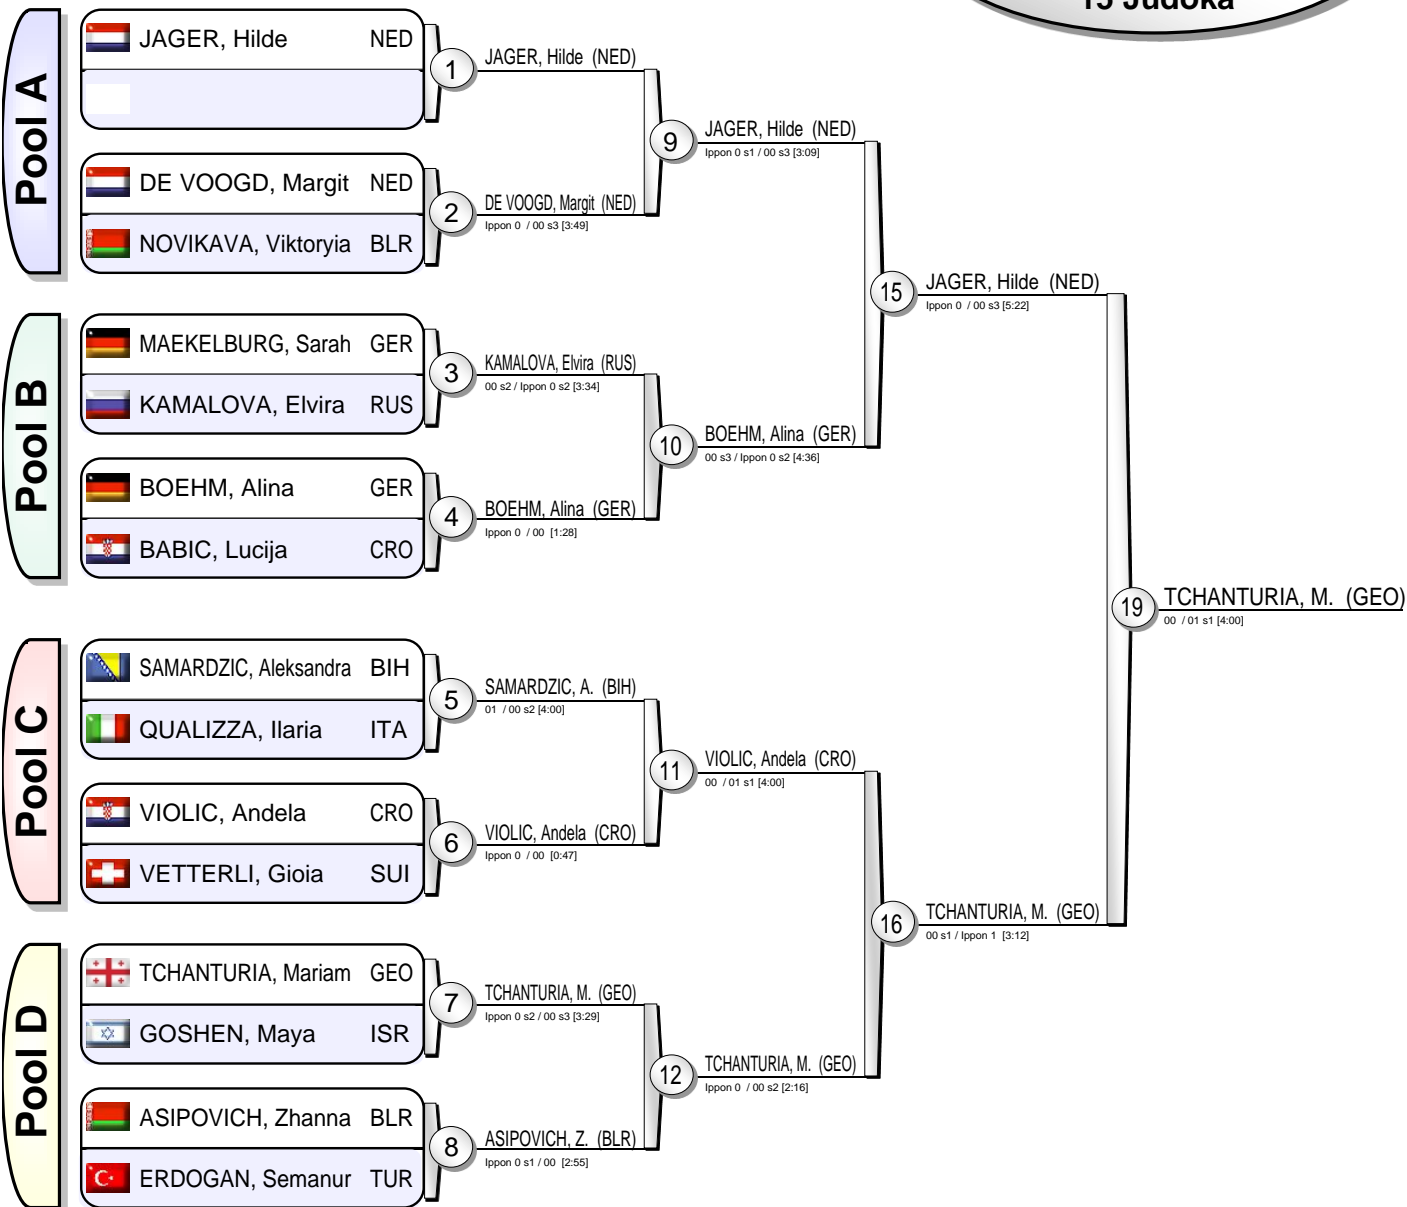 15 Judoka
Pool A
JAGER, Hilde NED
DE VOOGD, Margit NED
NOVIKAVA, Viktoryia BLR
Pool B
MAEKELBURG, Sarah GER
KAMALOVA, Elvira RUS
BOEHM, Alina GER
BABIC, Lucija CRO
Pool C
SAMARDZIC, Aleksandra BIH
QUALIZZA, Ilaria ITA
VIOLIC, Andela CRO
VETTERLI, Gioia SUI
Pool D
TCHANTURIA, Mariam GEO
GOSHEN, Maya ISR
ASIPOVICH, Zhanna BLR
ERDOGAN, Semanur TUR
1
JAGER, Hilde (NED)
2
DE VOOGD, Margit (NED)
Ippon 0 / 00 s3 [3:49]
3
KAMALOVA, Elvira (RUS)
00 s2 / Ippon 0 s2 [3:34]
4
BOEHM, Alina (GER)
Ippon 0 / 00 [1:28]
5
SAMARDZIC, A. (BIH)
01 / 00 s2 [4:00]
6
VIOLIC, Andela (CRO)
Ippon 0 / 00 [0:47]
7
TCHANTURIA, M. (GEO)
Ippon 0 s2 / 00 s3 [3:29]
8
ASIPOVICH, Z. (BLR)
Ippon 0 s1 / 00 [2:55]
9
JAGER, Hilde (NED)
Ippon 0 s1 / 00 s3 [3:09]
10
BOEHM, Alina (GER)
00 s3 / Ippon 0 s2 [4:36]
11
VIOLIC, Andela (CRO)
00 / 01 s1 [4:00]
12
TCHANTURIA, M. (GEO)
Ippon 0 / 00 s2 [2:16]
15
JAGER, Hilde (NED)
Ippon 0 / 00 s3 [5:22]
16
TCHANTURIA, M. (GEO)
00 s1 / Ippon 1 [3:12]
19
TCHANTURIA, M. (GEO)
00 / 01 s1 [4:00]